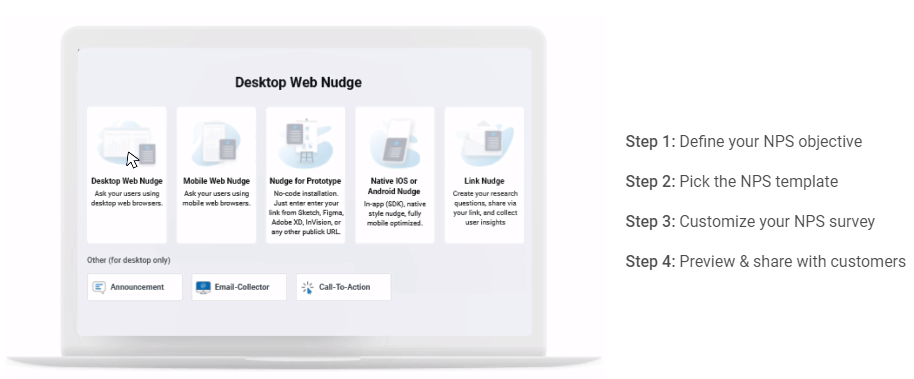 Desktop Web Nudge
Desktop Web Nudge
Ask your users using
desktop web browsers.
Mobile Web Nudge
Ask your users using
mobile web browsers.
Nudge for Prototype
No-code installation.
Just enter enter your
link from Sketch, Figma,
Adobe XD, InVision, or
any other publick URL.
Native IOS or
Android Nudge
In-app (SDK), native
style nudge, fully
mobile optimized.
Link Nudge
Create your research
questions, share via
your link, and collect
user insights
Other (for desktop only)
Announcement
Email-Collector
Call-To-Action
Step 1: Define your NPS objective
Step 2: Pick the NPS template
Step 3: Customize your NPS survey
Step 4: Preview & share with customers